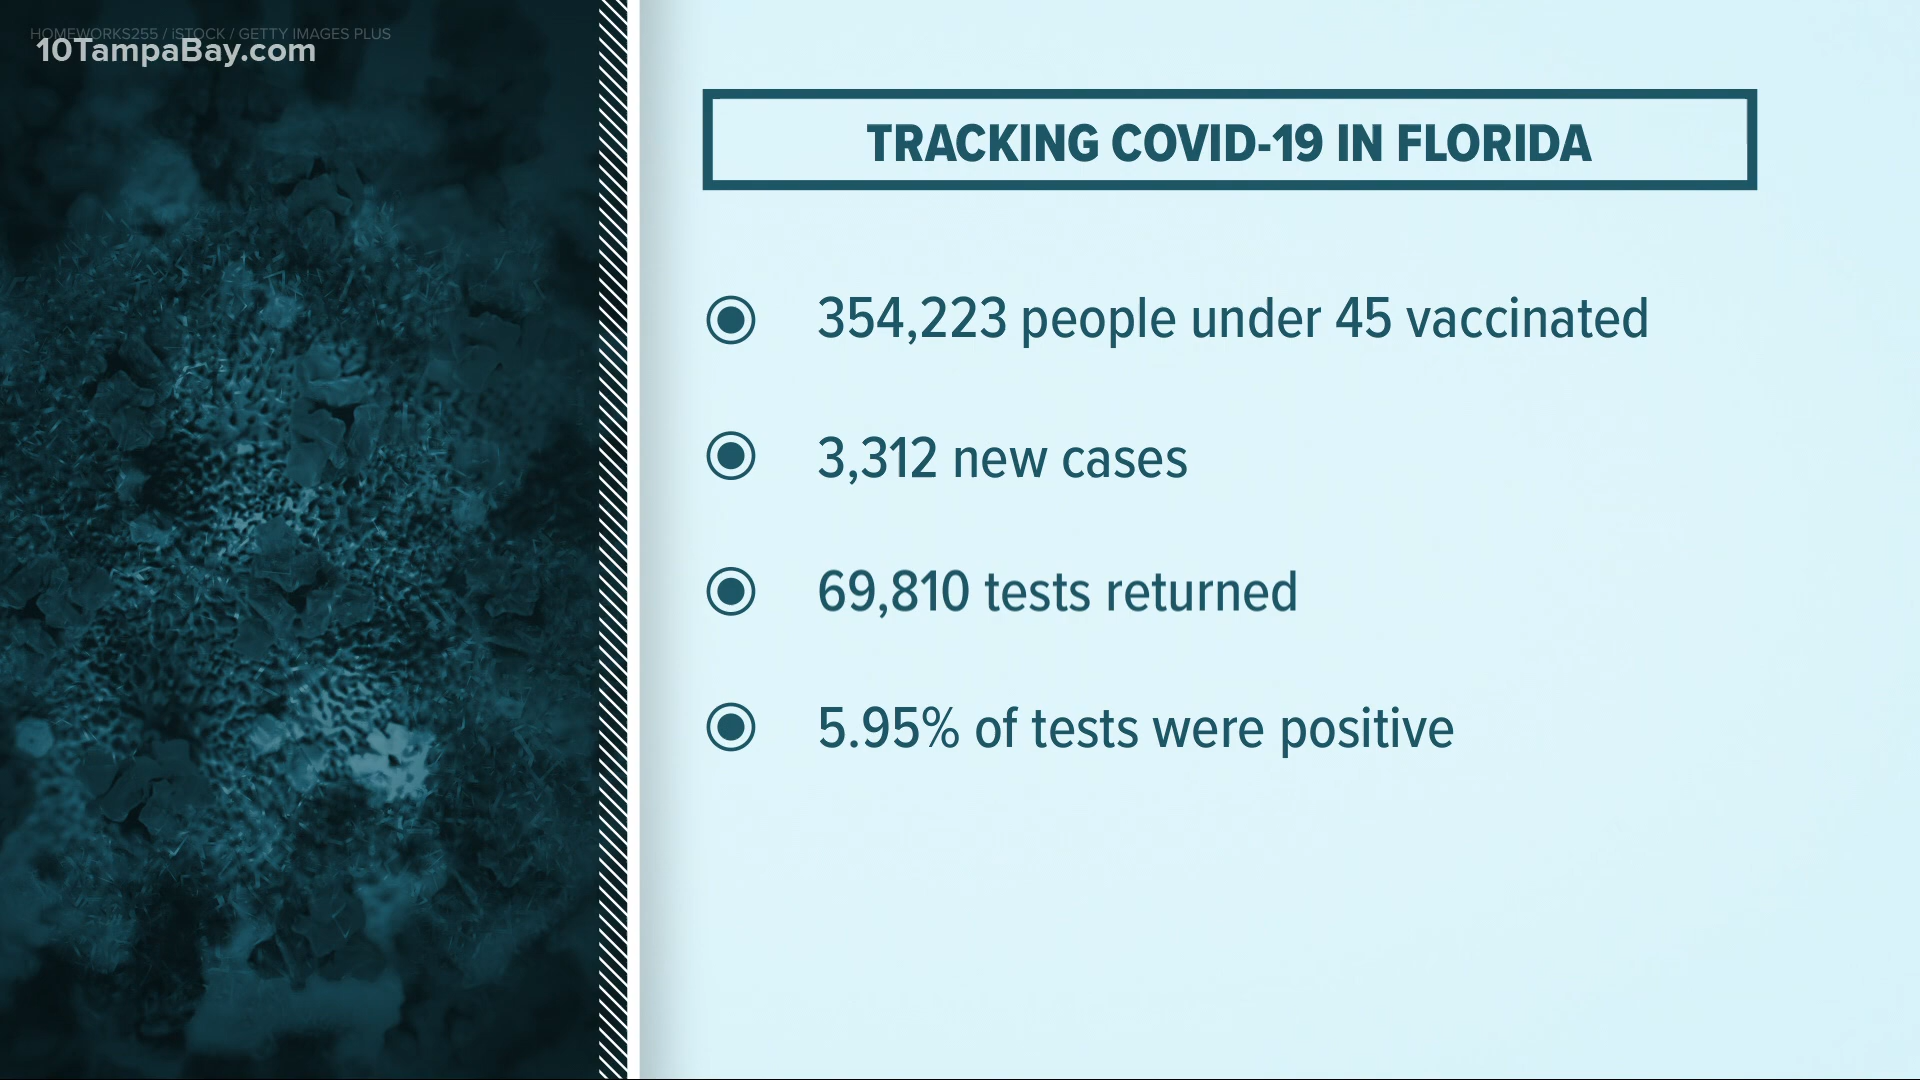 HOMEWORKS255 / iSTOCK / GETTY IMAGES PLUS
10TampaBay.com
TRACKING COVID-19 IN FLORIDA
354,223 people under 45 vaccinated
3,312 new cases
69,810 tests returned
5.95% of tests were positive